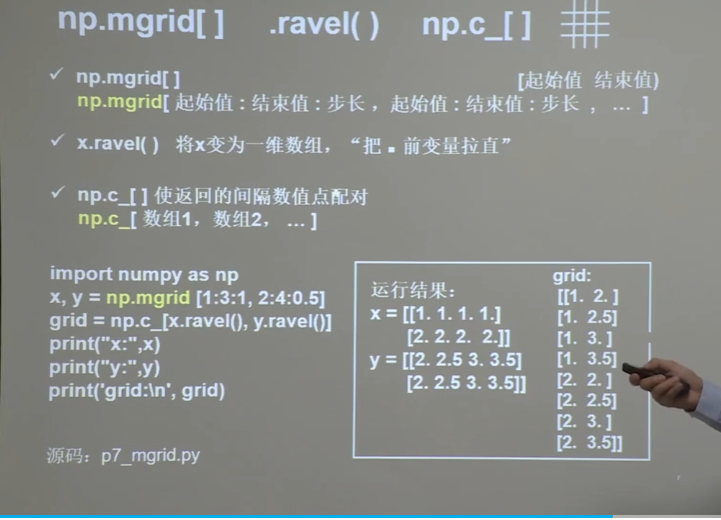 np.mgrid[ ] .ravel( ) np.c_[ ]
✓ np.mgrid[ ] [起始值 结束值)
np.mgrid[ 起始值 : 结束值 : 步长 ，起始值 : 结束值 : 步长 ， … ]
✓ x.ravel( ) 将x变为一维数组，“把 . 前变量拉直”
✓ np.c_[ ] 使返回的间隔数值点配对
np.c_[ 数组1，数组2， … ]
import numpy as np
x, y = np.mgrid [1:3:1, 2:4:0.5]
grid = np.c_[x.ravel(), y.ravel()]
print("x:",x)
print("y:",y)
print('grid:\n', grid)
源码：p7_mgrid.py
运行结果：
x = [[1. 1. 1. 1.]
[2. 2. 2. 2.]]
y = [[2. 2.5 3. 3.5]
[2. 2.5 3. 3.5]]
grid:
[[1. 2. ]
[1. 2.5]
[1. 3. ]
[1. 3.5]
[2. 2. ]
[2. 2.5]
[2. 3. ]
[2. 3.5]]